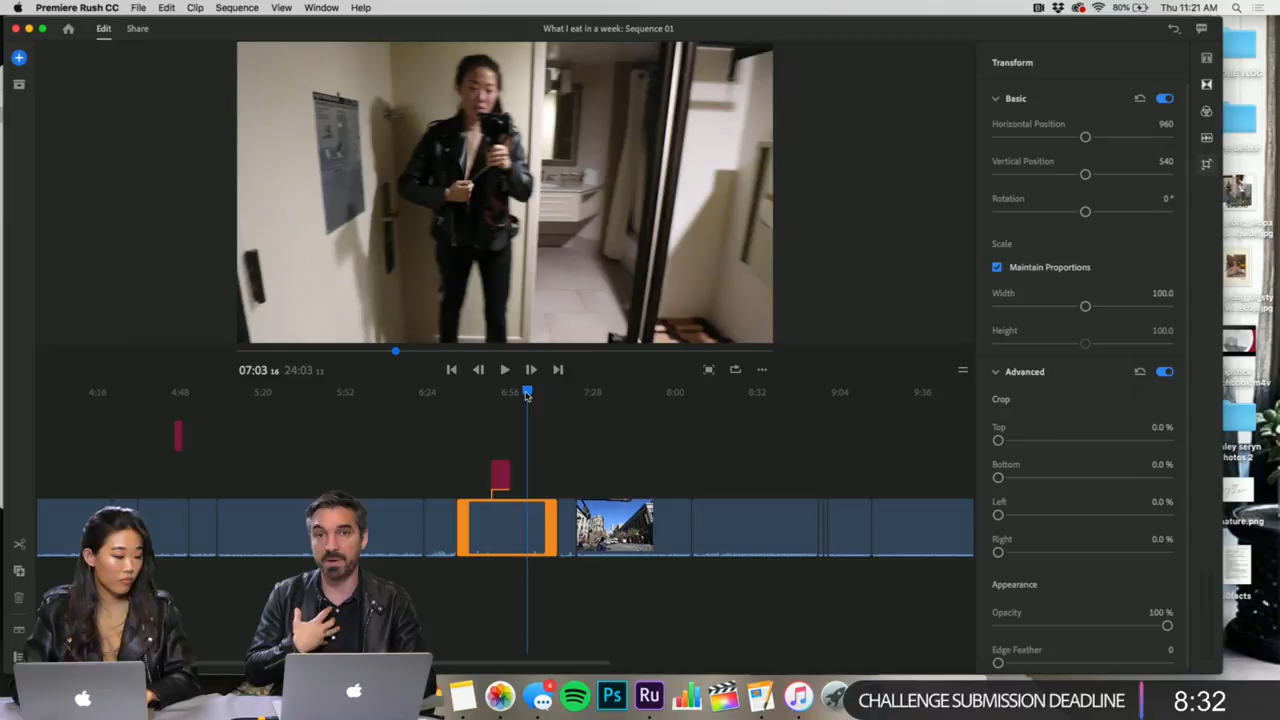 Premiere Rush CC File Edit Clip Sequence View Window Help 80% Thu 11:21 AM
Edit Share What I eat in a week: Sequence 01
Transform
Basic
Horizontal Position 960
Vertical Position 540
Rotation 0°
Scale
Maintain Proportions
Width 100.0
Height 100.0
07:03 16 24:03 11
4:16 4:48 5:20 5:52 6:24 6:56 7:28 8:00 8:32 9:04 9:36
Advanced
Crop
Top 0.0 %
Bottom 0.0 %
Left 0.0 %
Right 0.0 %
Appearance
Opacity 100 %
Edge Feather 0
photos 2
4
Ps Ru
CHALLENGE SUBMISSION DEADLINE 8:32